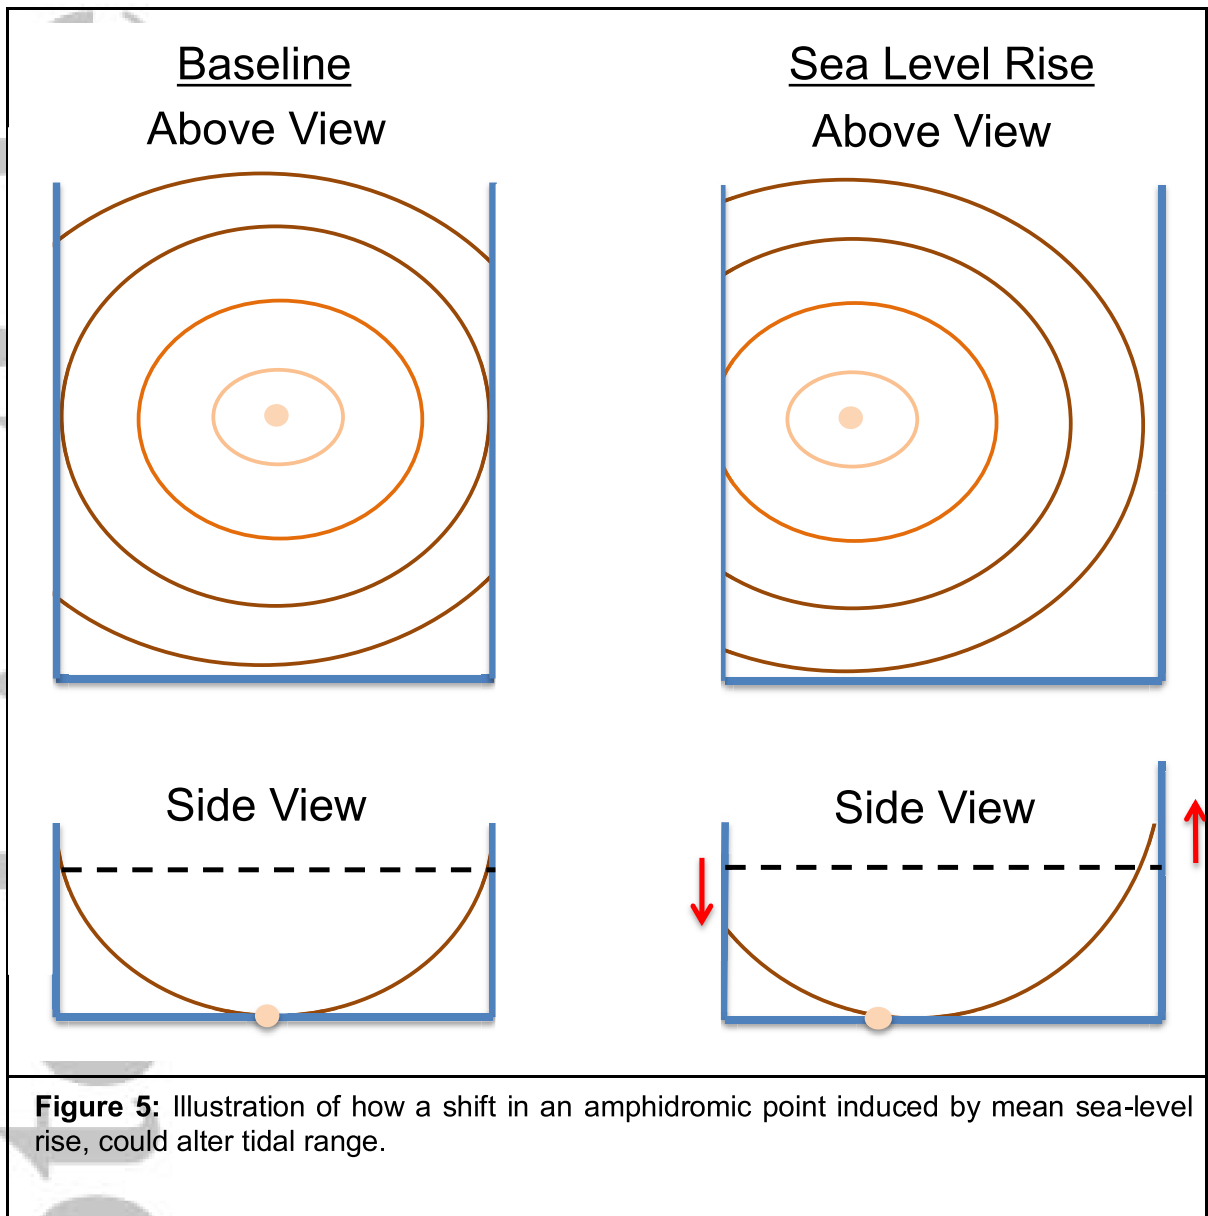 Baseline
Sea Level Rise
Above View
Above View
Side View
Side View
Figure 5: Illustration of how a shift in an amphidromic point induced by mean sea-level
rise, could alter tidal range.